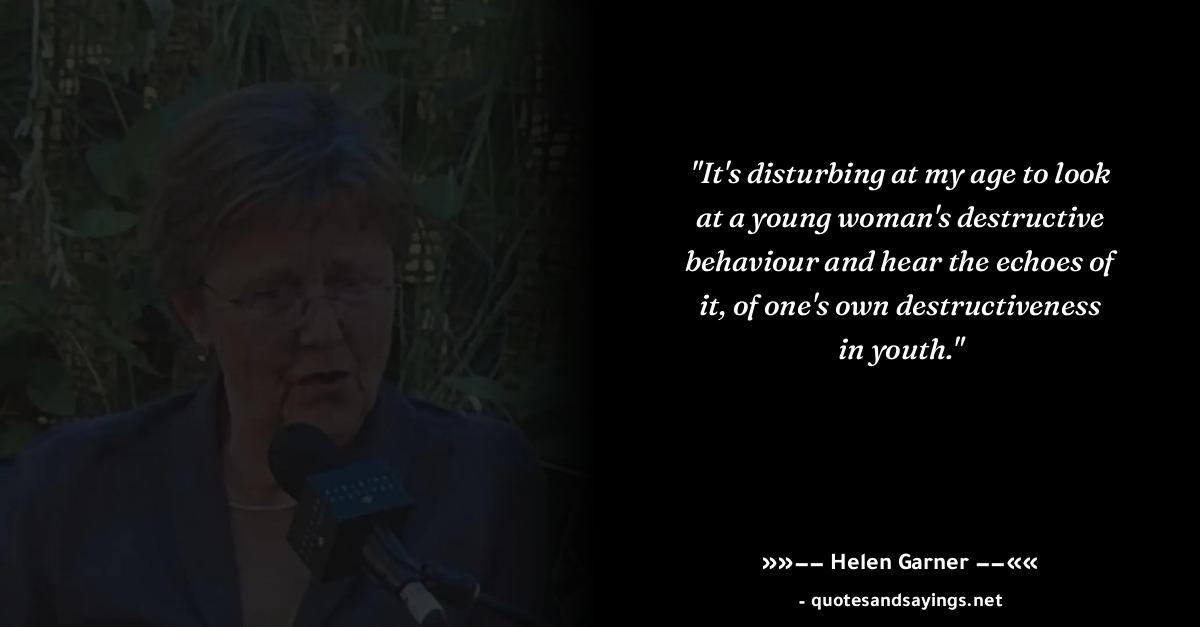 "It's disturbing at my age to look
at a young woman's destructive
behaviour and hear the echoes of
it, of one's own destructiveness
in youth."
»»−− Helen Garner −−««
- quotesandsayings.net